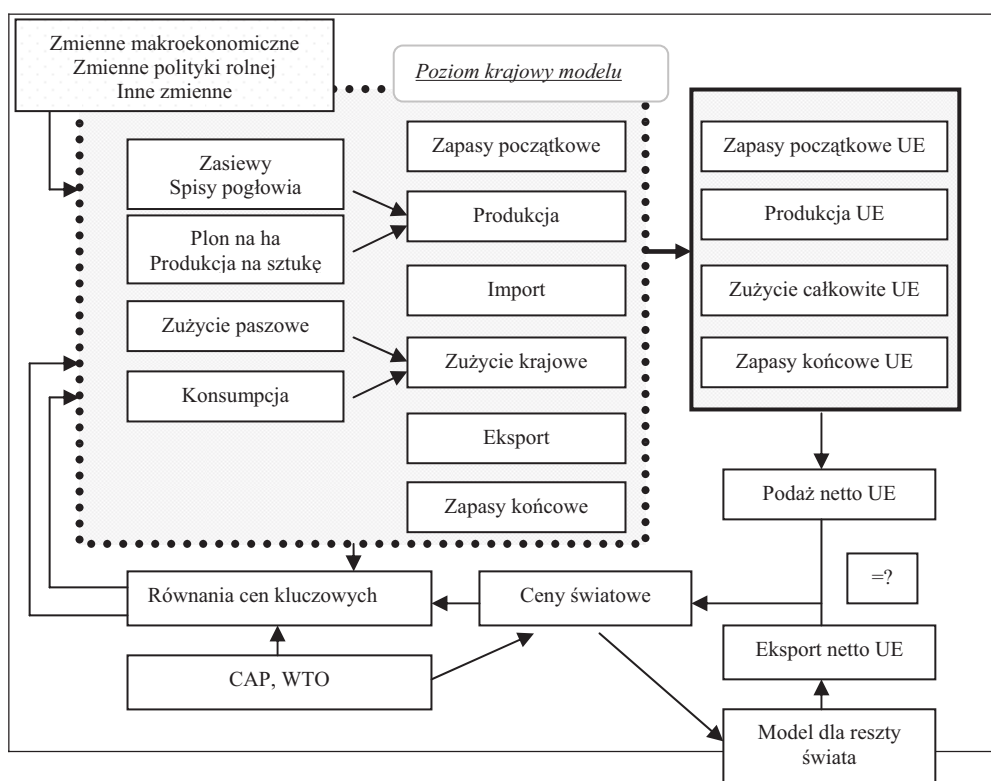 Zmienne makroekonomiczne
Zmienne polityki rolnej
Inne zmienne
Poziom krajowy modelu
Zasiewy
Spisy pogłowia
Plon na ha
Produkcja na sztukę
Zużycie paszowe
Konsumpcja
Zapasy początkowe
Produkcja
Import
Zużycie krajowe
Eksport
Zapasy końcowe
Zapasy początkowe UE
Produkcja UE
Zużycie całkowite UE
Zapasy końcowe UE
Podaż netto UE
=?
Równania cen kluczowych
Ceny światowe
Eksport netto UE
CAP, WTO
Model dla reszty
świata